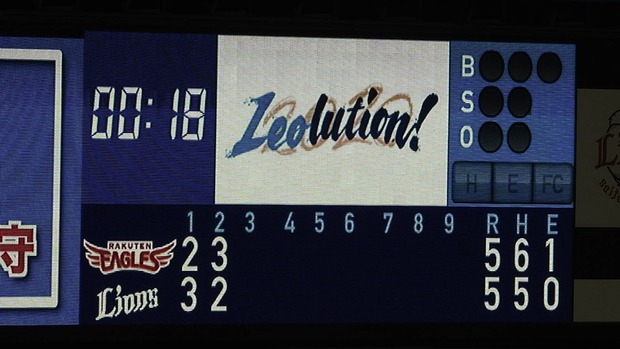 00:18
Leolution!
2020
B
S
O
H E FC
1 2 3 4 5 6 7 8 9 R H E
RAKUTEN
EAGLES 2 3 5 6 1
Lions 3 2 5 5 0
守